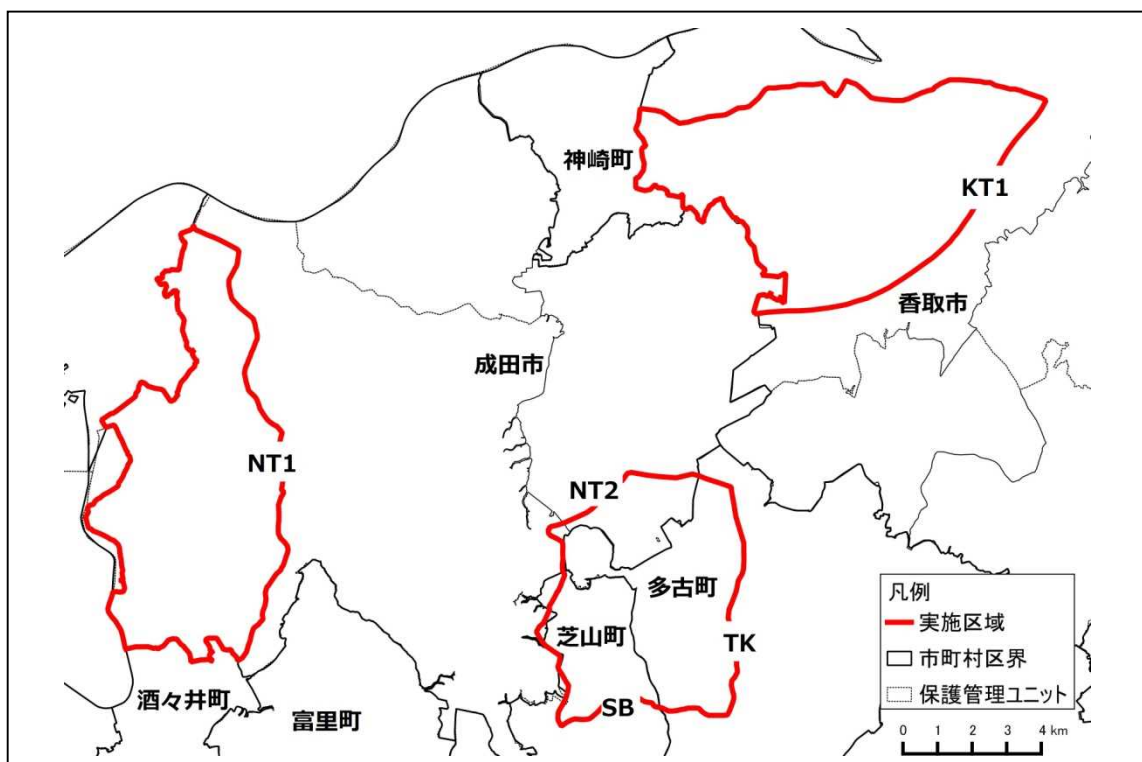 神崎町
KT1
香取市
成田市
NT1
NT2
多古町
芝山町
TK
SB
酒々井町
富里町
凡例
実施区域
市町村区界
保護管理ユニット
0 1 2 3 4 km